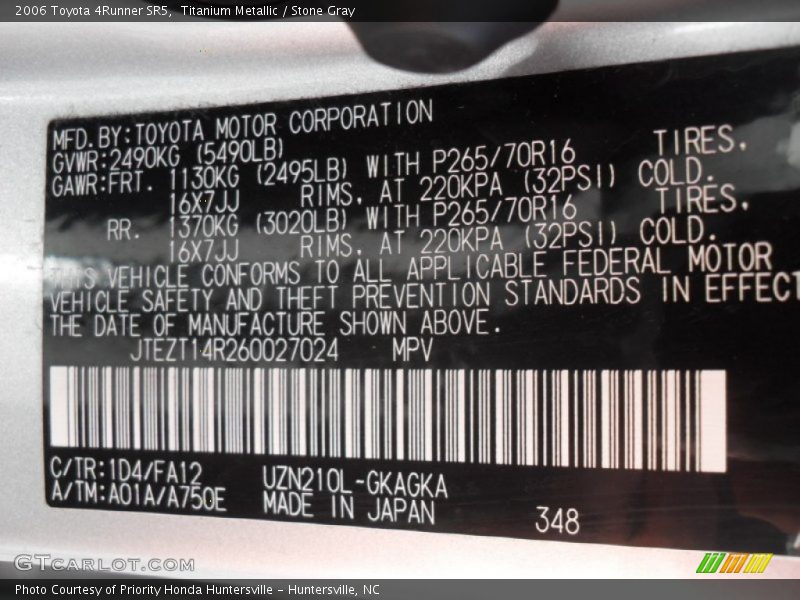 2006 Toyota 4Runner SR5,  Titanium Metallic / Stone Gray
MFD.BY:TOYOTA MOTOR CORPORATION
GVWR:2490KG (5490LB)
GAWR:FRT. 1130KG (2495LB) WITH P265/70R16 TIRES.
16X7JJ RIMS, AT 220KPA (32PSI) COLD.
RR. 1370KG (3020LB) WITH P265/70R16 TIRES.
16X7JJ RIMS, AT 220KPA (32PSI) COLD.
THIS VEHICLE CONFORMS TO ALL APPLICABLE FEDERAL MOTOR
VEHICLE SAFETY AND THEFT PREVENTION STANDARDS IN EFFECT
THE DATE OF MANUFACTURE SHOWN ABOVE.
JTEZT14R260027024 MPV
C/TR:1D4/FA12 UZN210L-GKAGKA
A/TM:A01A/A750E MADE IN JAPAN
348
GTCARLOT.COM
Photo Courtesy of Priority Honda Huntersville - Huntersville, NC